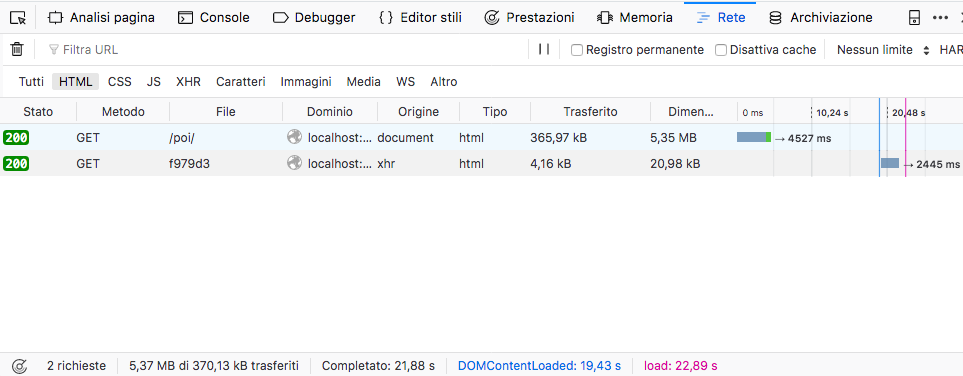 Analisi pagina Console Debugger Editor stili Prestazioni Memoria Rete Archiviazione
Filtra URL Registro permanente Disattiva cache Nessun limite HAR
Tutti HTML CSS JS XHR Caratteri Immagini Media WS Altro
Stato Metodo File Dominio Origine Tipo Trasferito Dimen... 0 ms 10,24 s 20,48 s
200 GET /poi/ localhost:... document html 365,97 kB 5,35 MB → 4527 ms
200 GET f979d3 localhost:... xhr html 4,16 kB 20,98 kB → 2445 ms
2 richieste 5,37 MB di 370,13 kB trasferiti Completato: 21,88 s DOMContentLoaded: 19,43 s load: 22,89 s